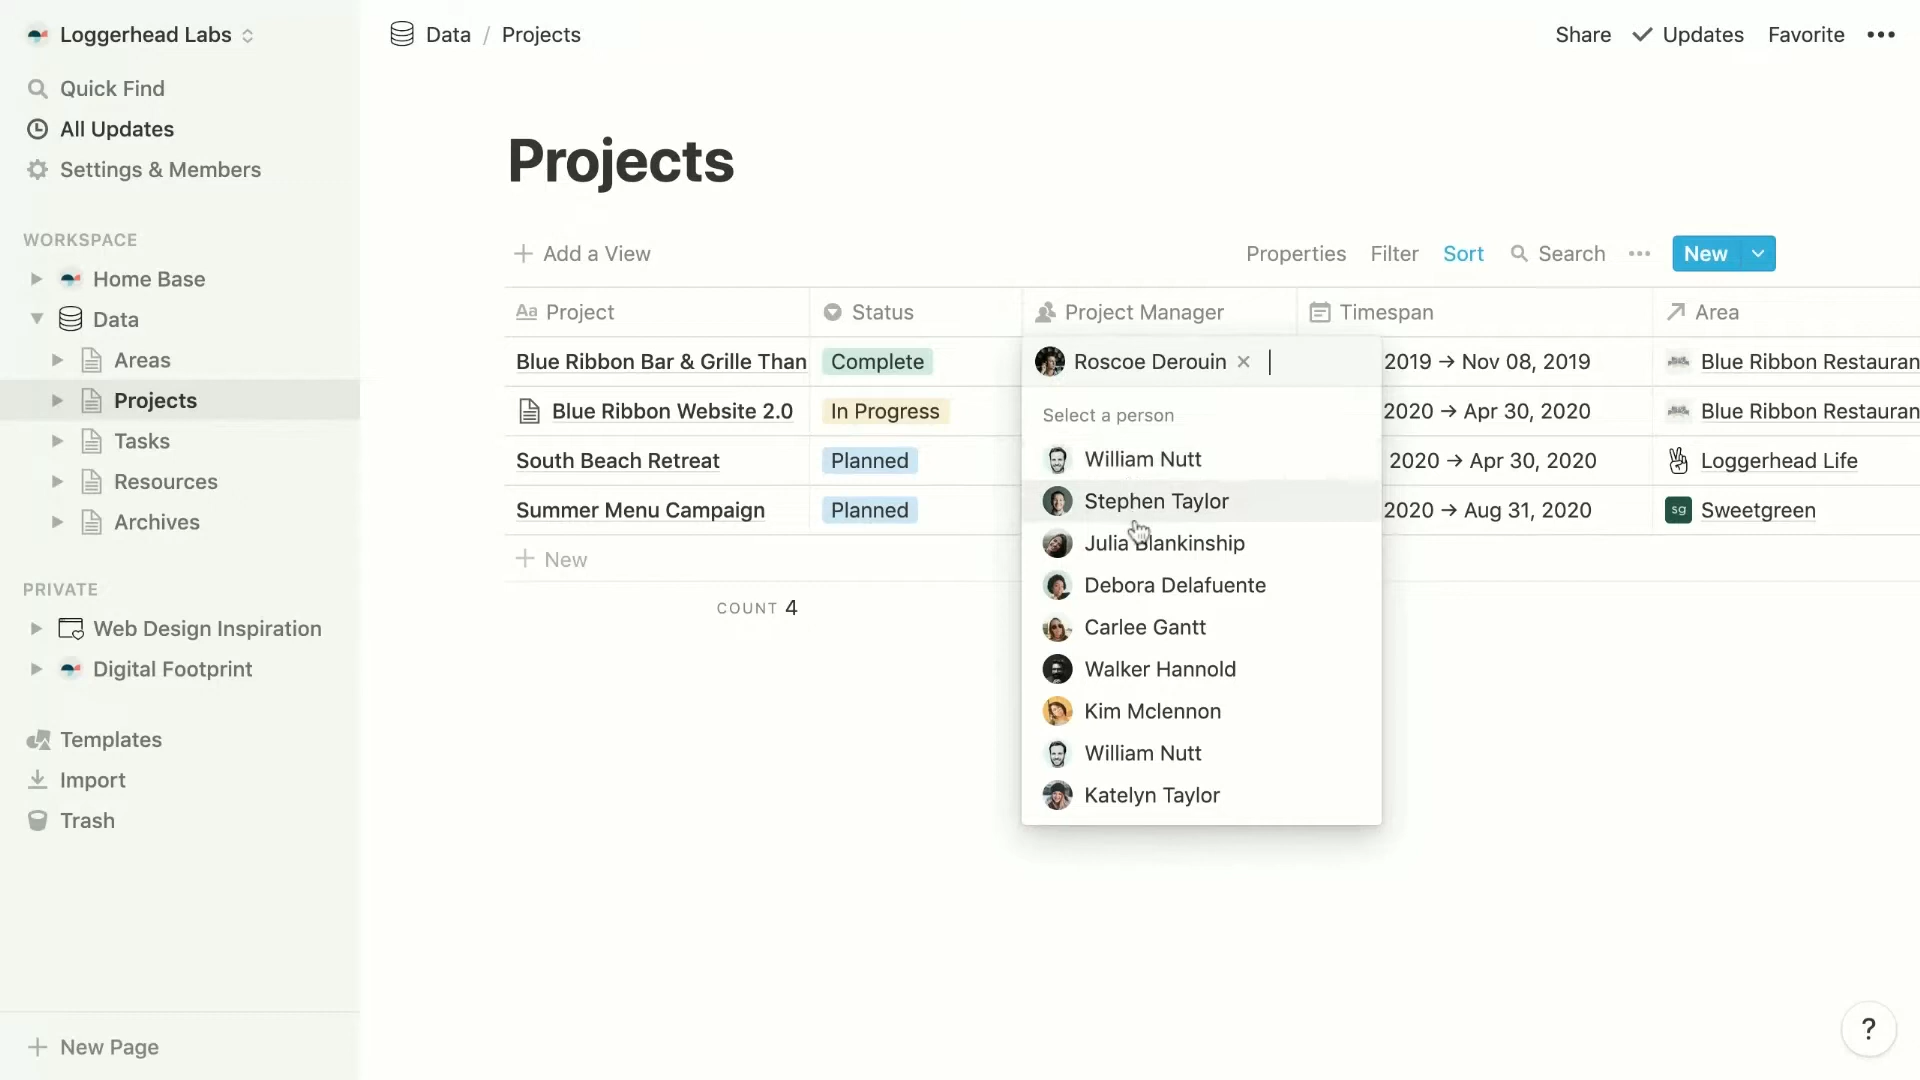 Loggerhead Labs
Quick Find
All Updates
Settings & Members
WORKSPACE
Home Base
Data
Areas
Projects
Tasks
Resources
Archives
PRIVATE
Web Design Inspiration
Digital Footprint
Templates
Import
Trash
New Page
Data / Projects
Share Updates Favorite
Projects
Add a View
Properties Filter Sort Search New
Aa Project Status Project Manager Timespan Area
Blue Ribbon Bar & Grille Than Complete Roscoe Derouin 2019 → Nov 08, 2019 Blue Ribbon Restauran
Blue Ribbon Website 2.0 In Progress 2020 → Apr 30, 2020 Blue Ribbon Restauran
South Beach Retreat Planned 2020 → Apr 30, 2020 Loggerhead Life
Summer Menu Campaign Planned 2020 → Aug 31, 2020 sg Sweetgreen
New
COUNT 4
Select a person
William Nutt
Stephen Taylor
Julia Blankinship
Debora Delafuente
Carlee Gantt
Walker Hannold
Kim Mclennon
William Nutt
Katelyn Taylor
?